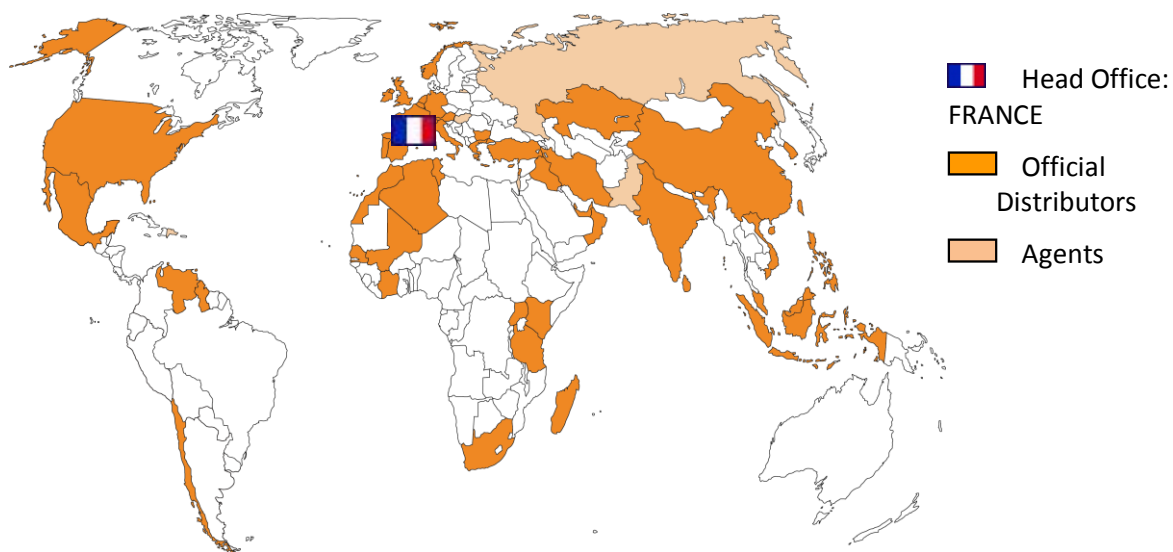 Head Office:
FRANCE
Official
Distributors
Agents